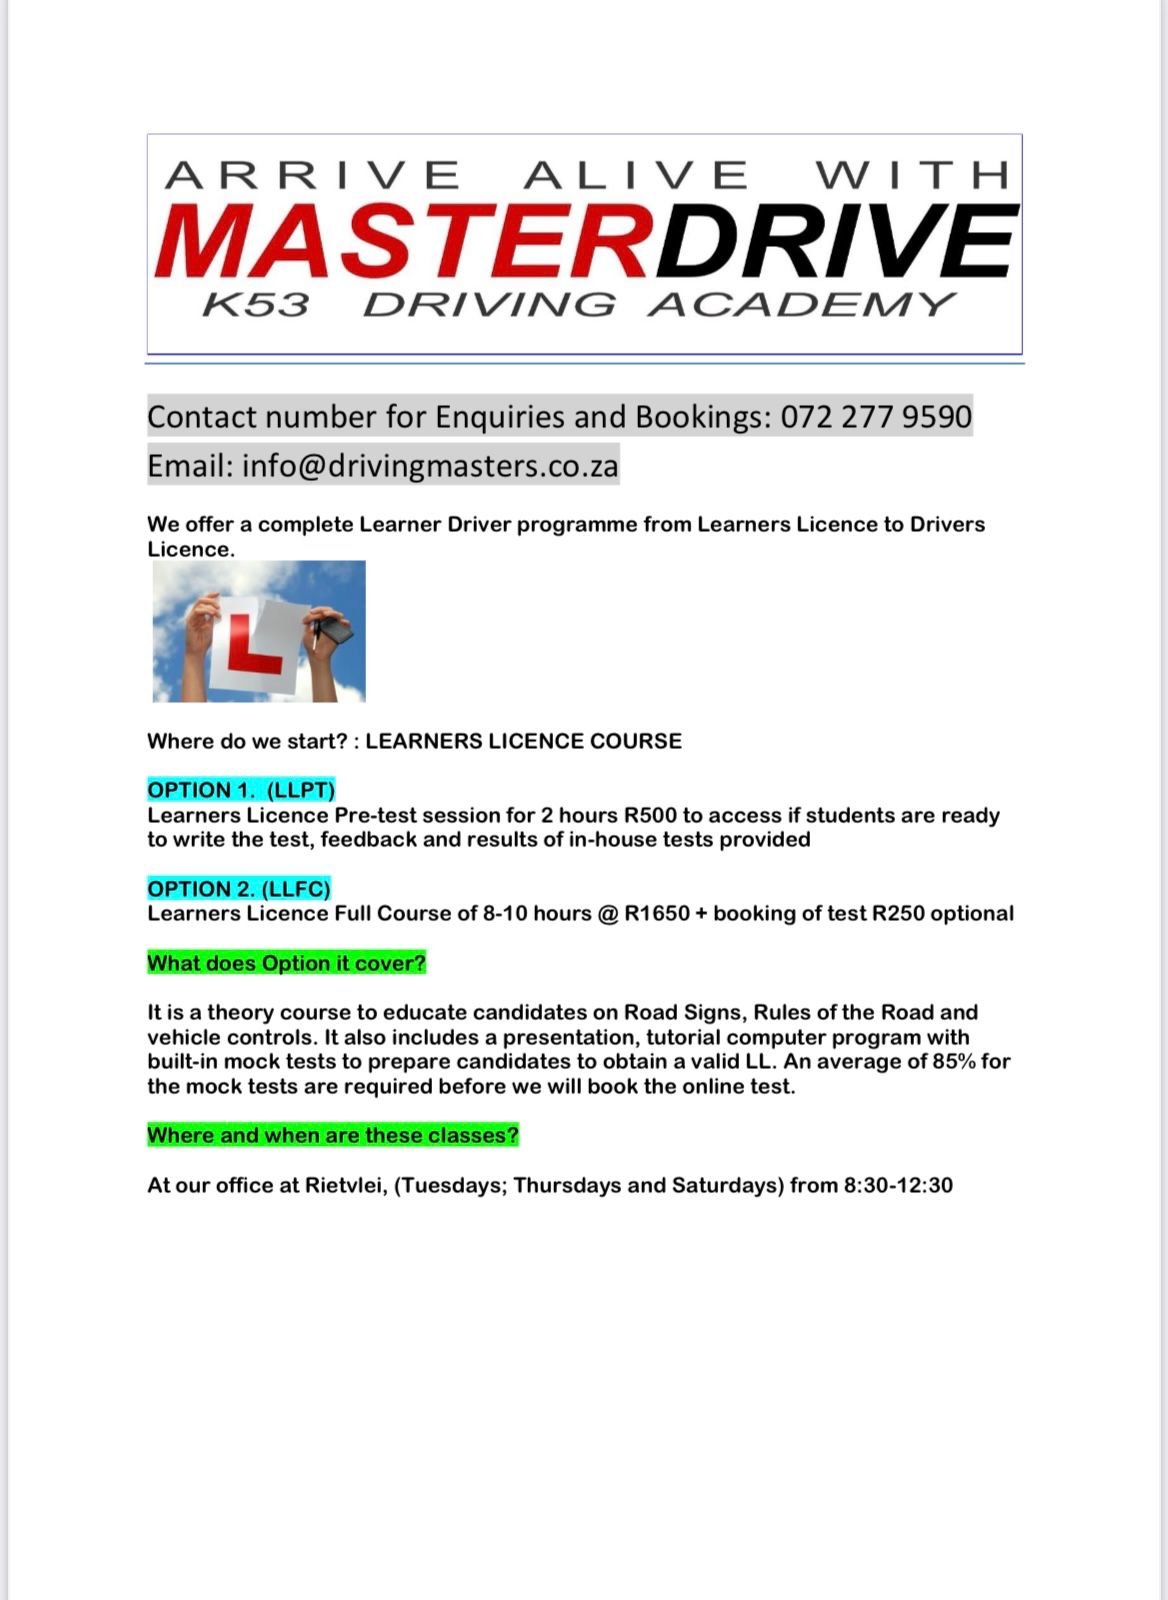 ARRIVE ALIVE WITH
MASTERDRIVE
K53 DRIVING ACADEMY
Contact number for Enquiries and Bookings: 072 277 9590
Email: info@drivingmasters.co.za
We offer a complete Learner Driver programme from Learners Licence to Drivers
Licence.
L
Where do we start? : LEARNERS LICENCE COURSE
OPTION 1.  (LLPT)
Learners Licence Pre-test session for 2 hours R500 to access if students are ready
to write the test, feedback and results of in-house tests provided
OPTION 2. (LLFC)
Learners Licence Full Course of 8-10 hours @ R1650 + booking of test R250 optional
What does Option it cover?
It is a theory course to educate candidates on Road Signs, Rules of the Road and
vehicle controls. It also includes a presentation, tutorial computer program with
built-in mock tests to prepare candidates to obtain a valid LL. An average of 85% for
the mock tests are required before we will book the online test.
Where and when are these classes?
At our office at Rietvlei, (Tuesdays; Thursdays and Saturdays) from 8:30-12:30